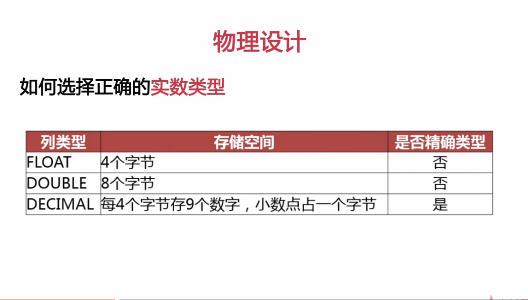 物理设计
如何选择正确的实数类型
列类型 存储空间 是否精确类型
FLOAT 4个字节 否
DOUBLE 8个字节 否
DECIMAL 每4个字节存9个数字，小数点占一个字节 是